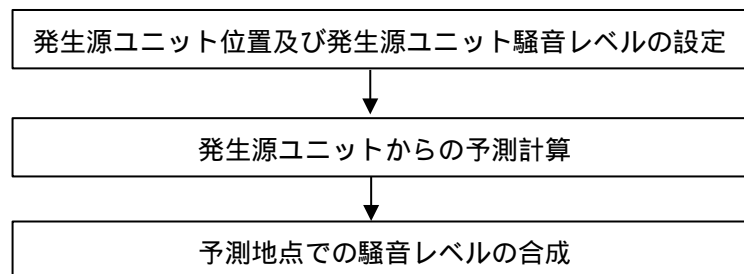 発生源ユニット位置及び発生源ユニット騒音レベルの設定
発生源ユニットからの予測計算
予測地点での騒音レベルの合成